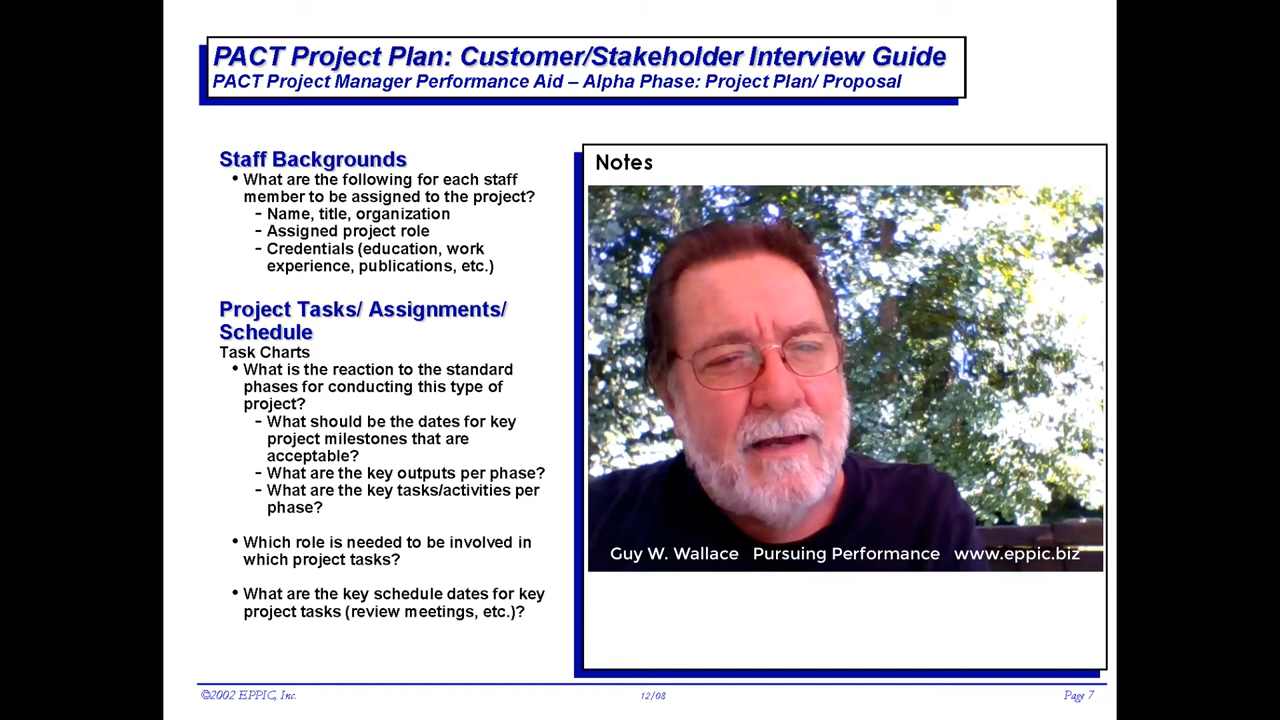 PACT Project Plan: Customer/Stakeholder Interview Guide
PACT Project Manager Performance Aid – Alpha Phase: Project Plan/ Proposal
Staff Backgrounds
• What are the following for each staff
member to be assigned to the project?
– Name, title, organization
– Assigned project role
– Credentials (education, work
experience, publications, etc.)
Project Tasks/ Assignments/
Schedule
Task Charts
• What is the reaction to the standard
phases for conducting this type of
project?
– What should be the dates for key
project milestones that are
acceptable?
– What are the key outputs per phase?
– What are the key tasks/activities per
phase?
• Which role is needed to be involved in
which project tasks?
• What are the key schedule dates for key
project tasks (review meetings, etc.)?
Notes
Guy W. Wallace Pursuing Performance www.eppic.biz
©2002 EPPIC, Inc.
12/08
Page 7